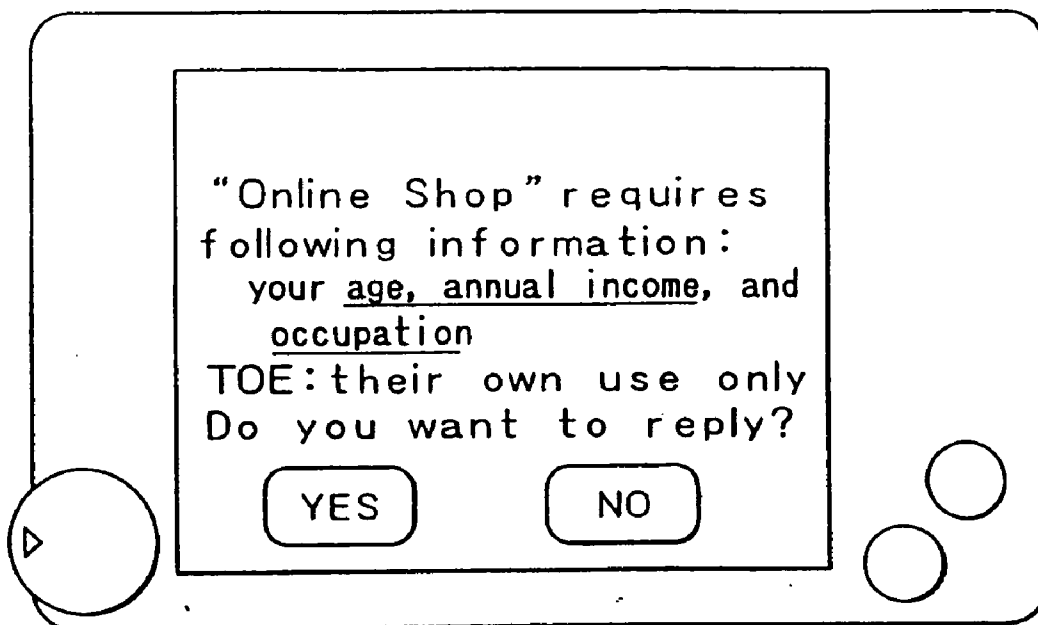 “Online Shop” requires
following information:
your age, annual income, and
occupation
TOE: their own use only
Do you want to reply?
YES NO